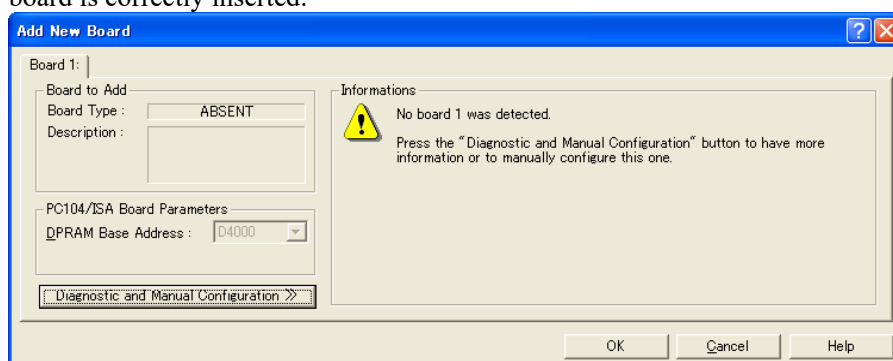 board is correctly inserted.
Add New Board
Board 1:
Board to Add
Board Type :
ABSENT
Description :
PC104/ISA Board Parameters
DPRAM Base Address :
D4000
Diagnostic and Manual Configuration >>
Informations
No board 1 was detected.
Press the "Diagnostic and Manual Configuration" button to have more
information or to manually configure this one.
OK
Cancel
Help